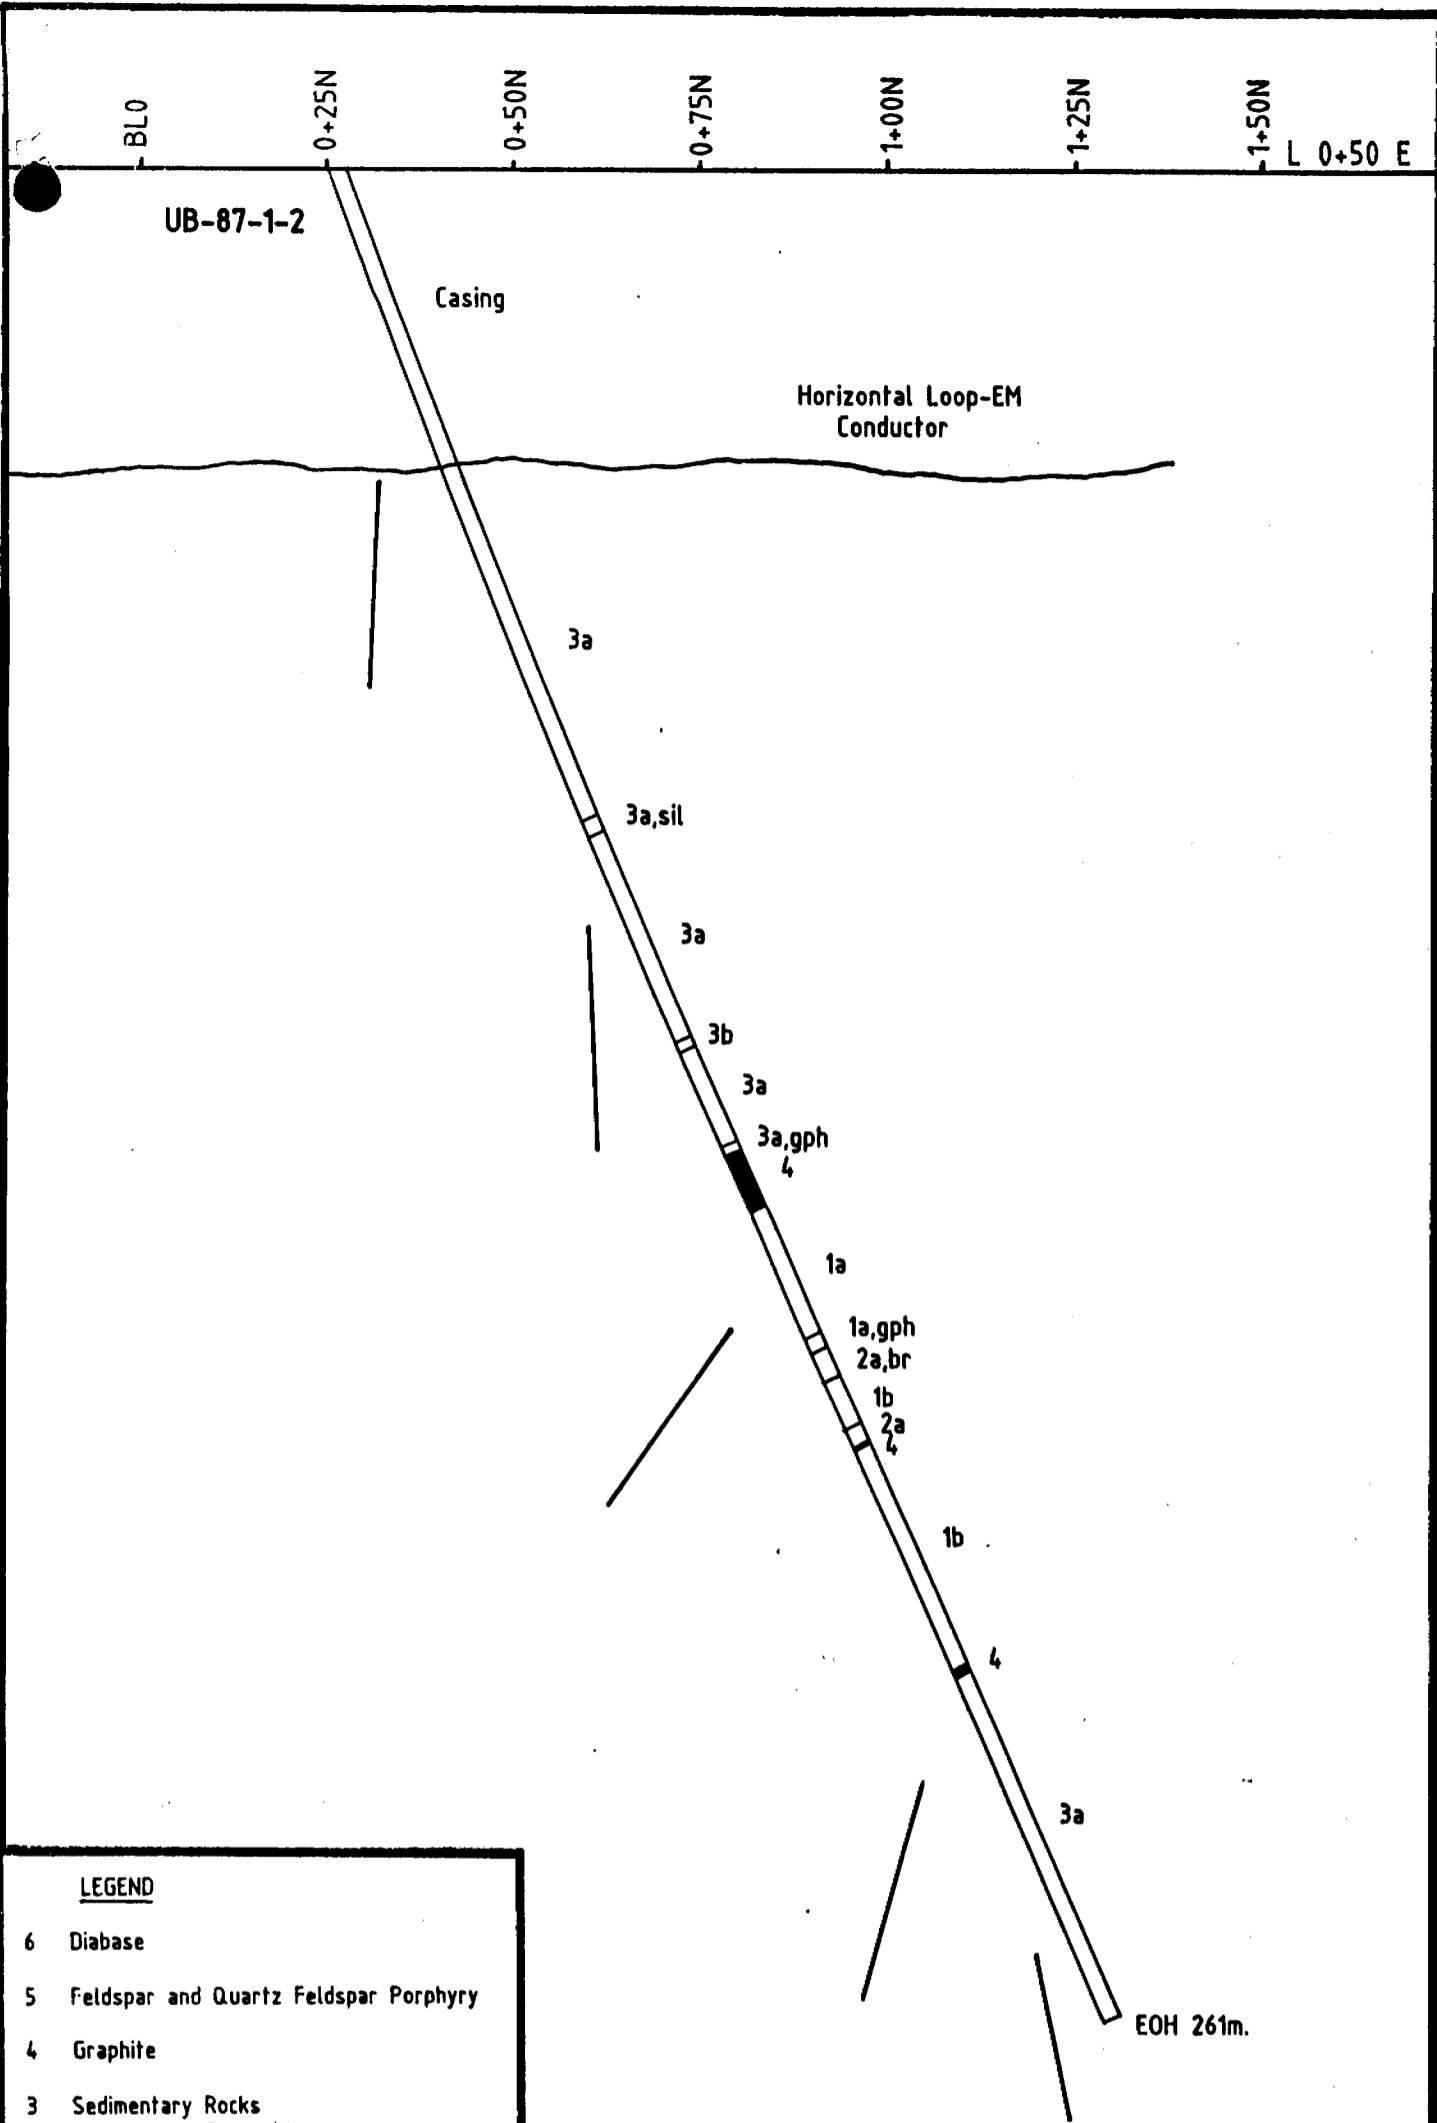 BL0
0+25N
0+50N
0+75N
1+00N
1+25N
1+50N
L 0+50 E
UB-87-1-2
Casing
Horizontal Loop-EM
Conductor
3a
3a,sil
3a
3b
3a
3a,gph
4
1a
1a,gph
2a,br
1b
2a
4
1b
4
3a
EOH 261m.
LEGEND
6 Diabase
5 Feldspar and Quartz Feldspar Porphyry
4 Graphite
3 Sedimentary Rocks